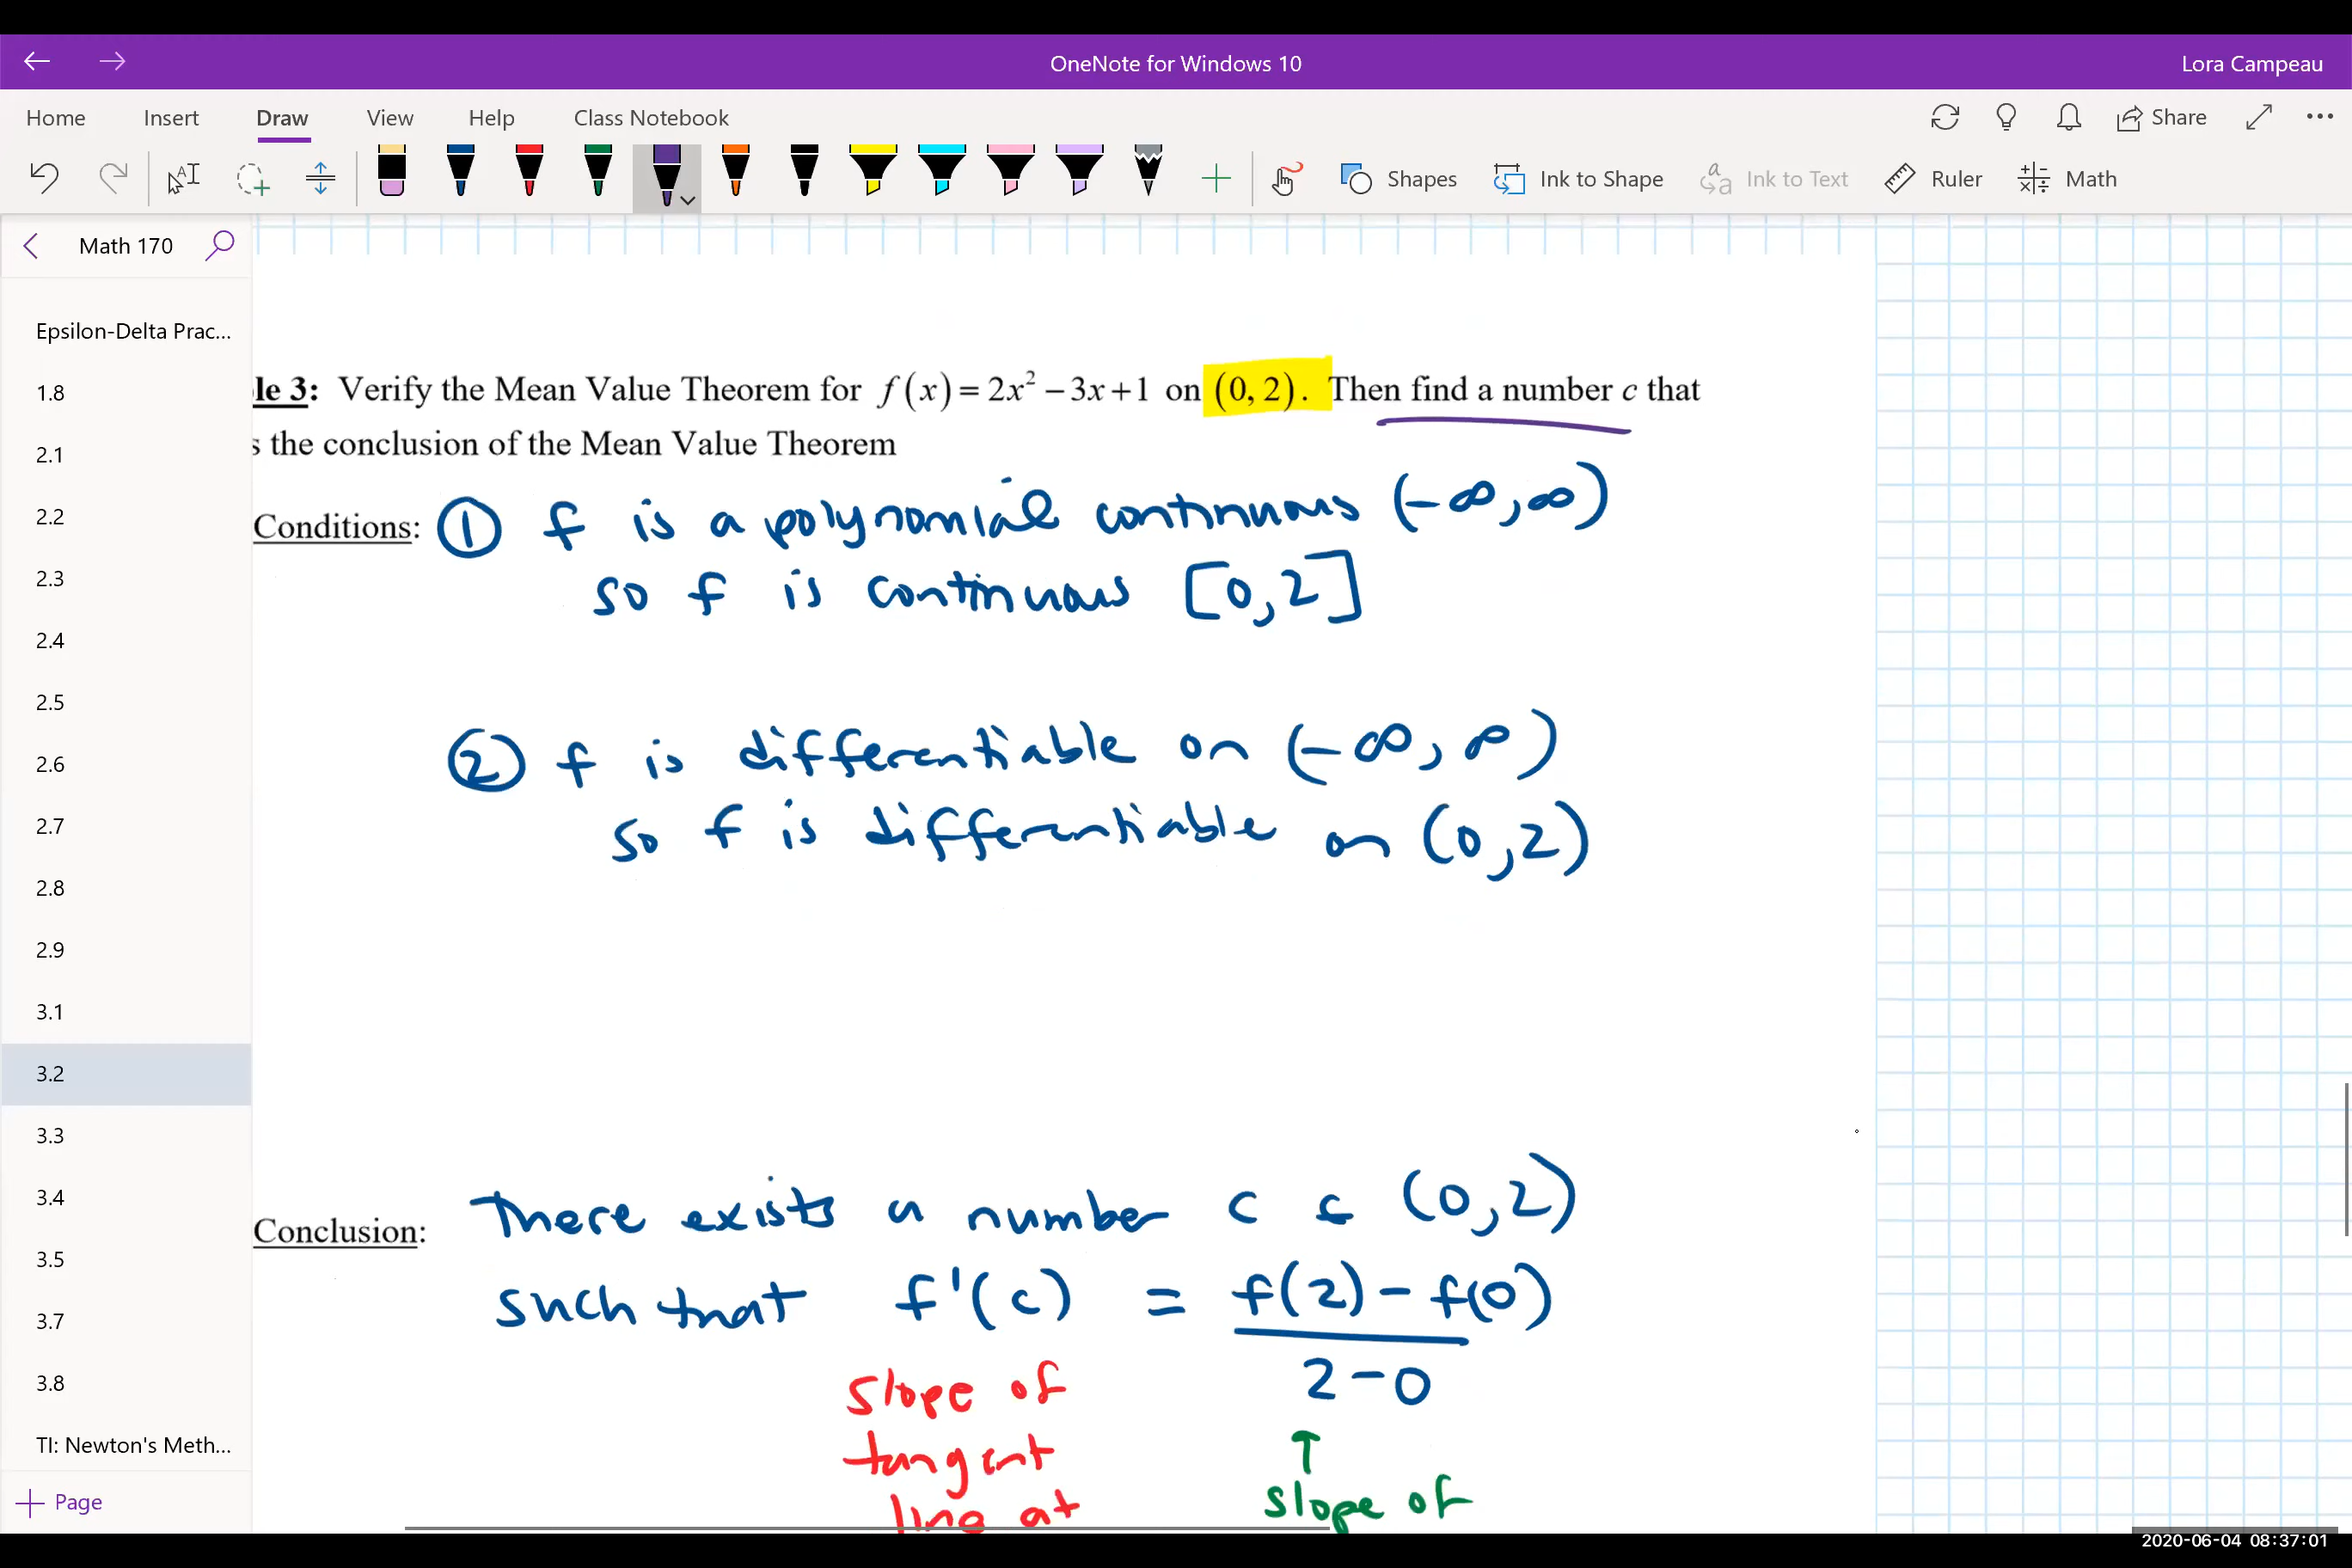 OneNote for Windows 10
Lora Campeau
Home Insert Draw View Help Class Notebook
Share
Shapes Ink to Shape Ink to Text Ruler Math
Math 170
Epsilon-Delta Prac...
1.8
2.1
2.2
2.3
2.4
2.5
2.6
2.7
2.8
2.9
3.1
3.2
3.3
3.4
3.5
3.7
3.8
TI: Newton's Meth...
Page
le 3: Verify the Mean Value Theorem for f(x) = 2x² − 3x + 1 on (0, 2). Then find a number c that
s the conclusion of the Mean Value Theorem
Conditions: ① f is a polynomial continuous (-∞,∞)
so f is continuous [0,2]
② f is differentiable on (-∞,∞)
so f is differentiable on (0,2)
Conclusion: There exists a number c ∈ (0,2)
such that f'(c) = f(2) - f(0)
2 - 0
slope of
tangent
line at
↑
slope of
2020-06-04 08:37:01